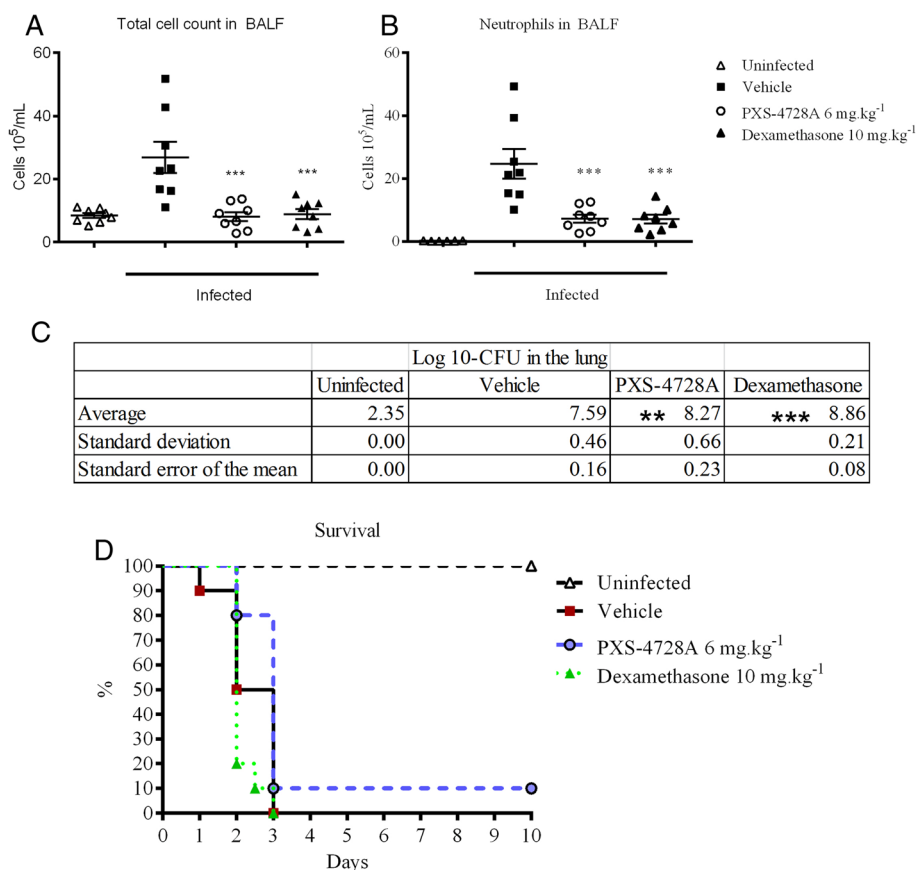 A
Total cell count in BALF
Cells 10⁵/mL
60
40
20
0
***
***
Infected
B
Neutrophils in BALF
Cells 10⁵/mL
60
40
20
0
***
***
Infected
Uninfected
Vehicle
PXS-4728A 6 mg.kg⁻¹
Dexamethasone 10 mg.kg⁻¹
C
Log 10-CFU in the lung
Uninfected Vehicle PXS-4728A Dexamethasone
Average 2.35 7.59 ** 8.27 *** 8.86
Standard deviation 0.00 0.46 0.66 0.21
Standard error of the mean 0.00 0.16 0.23 0.08
D
Survival
%
100
90
80
70
60
50
40
30
20
10
0
0 1 2 3 4 5 6 7 8 9 10
Days
Uninfected
Vehicle
PXS-4728A 6 mg.kg⁻¹
Dexamethasone 10 mg.kg⁻¹